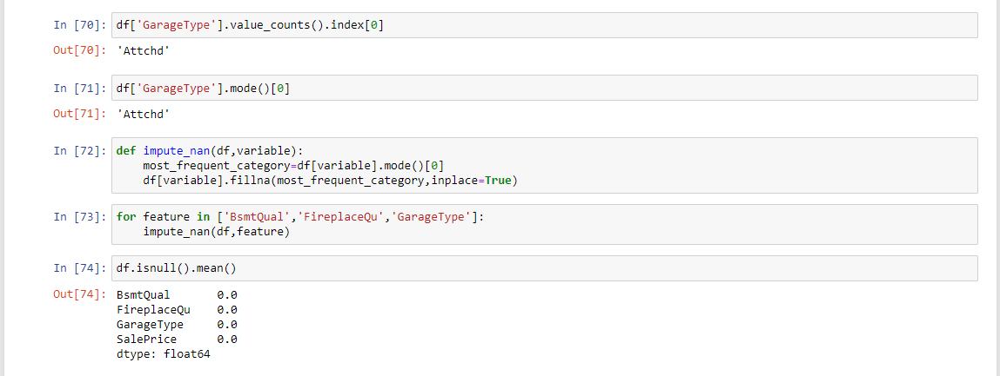 In [70]: df['GarageType'].value_counts().index[0]
Out[70]: 'Attchd'
In [71]: df['GarageType'].mode()[0]
Out[71]: 'Attchd'
In [72]: def impute_nan(df,variable):
    most_frequent_category=df[variable].mode()[0]
    df[variable].fillna(most_frequent_category,inplace=True)
In [73]: for feature in ['BsmtQual','FireplaceQu','GarageType']:
    impute_nan(df,feature)
In [74]: df.isnull().mean()
Out[74]: BsmtQual       0.0
FireplaceQu    0.0
GarageType     0.0
SalePrice      0.0
dtype: float64